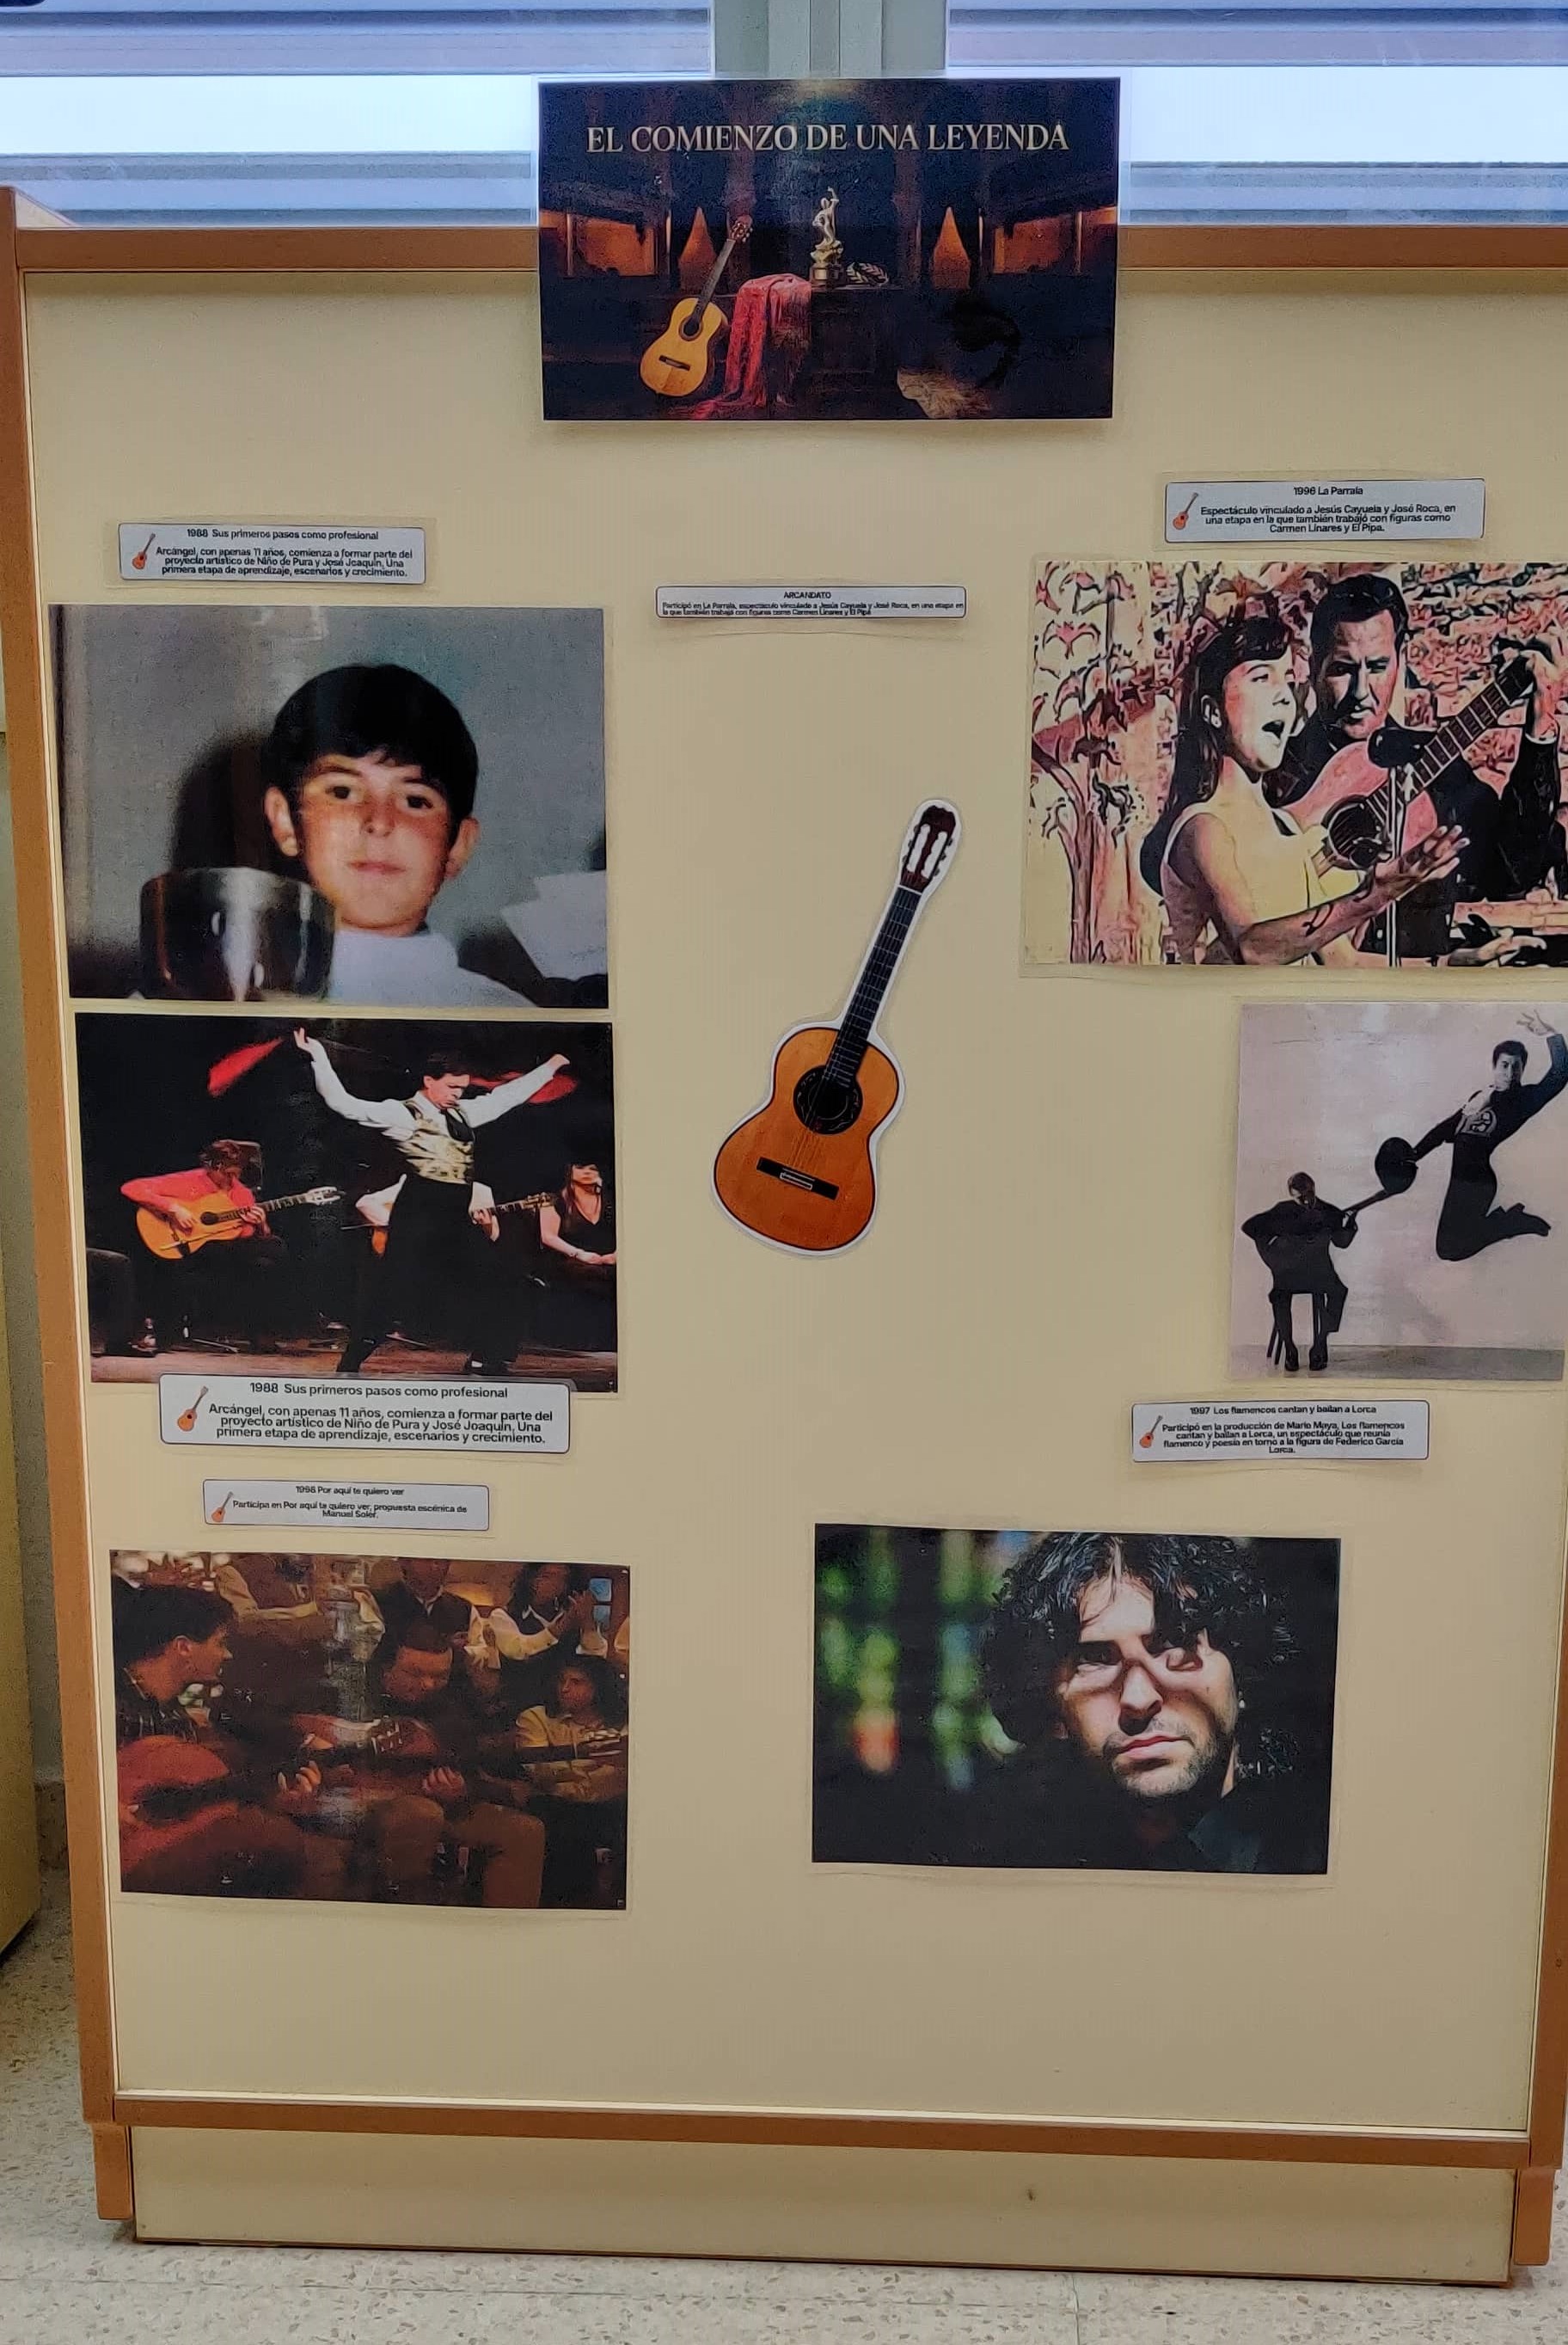 EL COMIENZO DE UNA LEYENDA
1988 Sus primeros pasos como profesional
Arcángel, con apenas 11 años, comienza a formar parte del
proyecto artístico de Niño de Pura y José Joaquín. Una
primera etapa de aprendizaje, escenarios y crecimiento.
ARCANDATO
Participó en La Parrala, espectáculo vinculado a Jesús Cayuela y José Roca, en una etapa en
la que también trabajó con figuras como Carmen Linares y El Pipa
1996 La Parrala
Espectáculo vinculado a Jesús Cayuela y José Roca, en
una etapa en la que también trabajó con figuras como
Carmen Linares y El Pipa.
1988 Sus primeros pasos como profesional
Arcángel, con apenas 11 años, comienza a formar parte del
proyecto artístico de Niño de Pura y José Joaquín. Una
primera etapa de aprendizaje, escenarios y crecimiento.
1997 Los flamencos cantan y bailan a Lorca
Participó en la producción de Mario Maya, Los flamencos
cantan y bailan a Lorca, un espectáculo que reunía
flamenco y poesía en torno a la figura de Federico García
Lorca.
1998 Por aquí te quiero ver
Participa en Por aquí te quiero ver, propuesta escénica de
Manuel Soler.